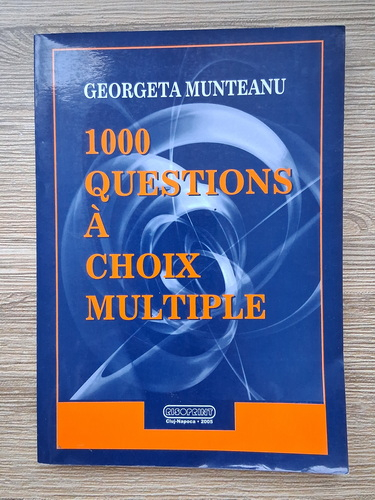 GEORGETA MUNTEANU
1000
QUESTIONS
À
CHOIX
MULTIPLE
RISOPRINT
Cluj-Napoca • 2005